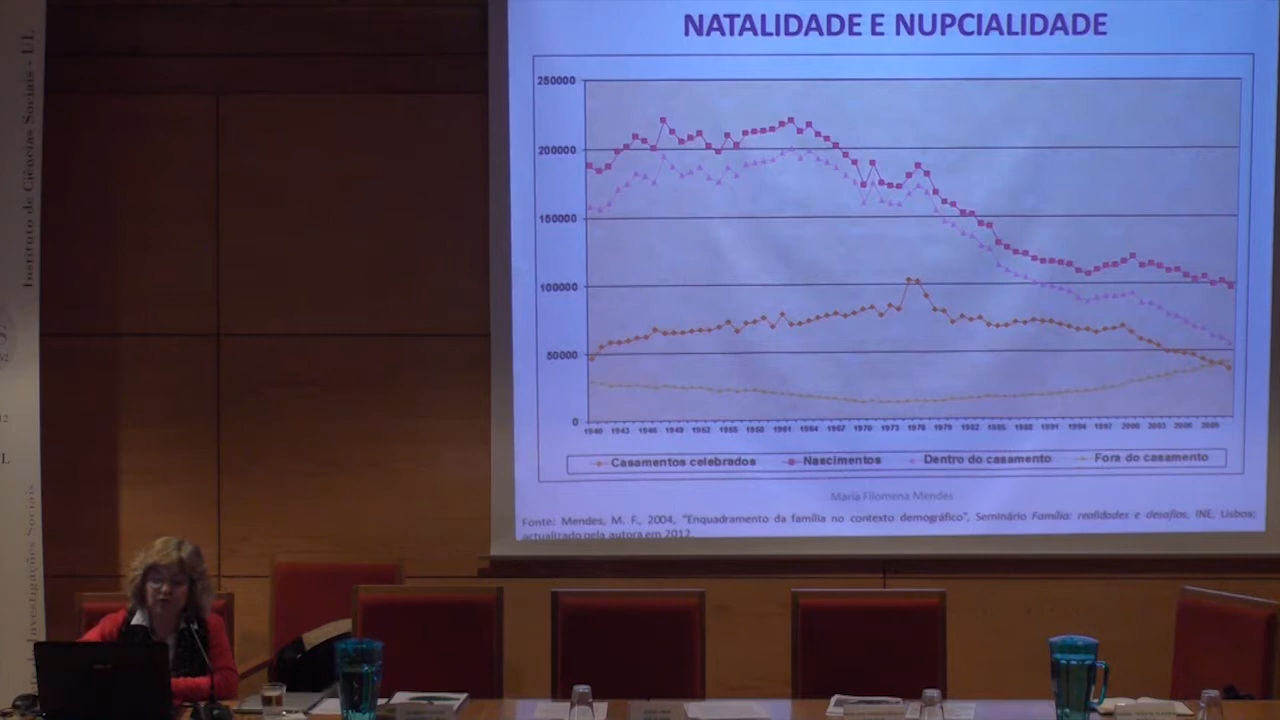 Instituto de Ciências Sociais - UL
NATALIDADE E NUPCIALIDADE
250000
200000
150000
100000
50000
0
1940 1943 1946 1949 1952 1955 1958 1961 1964 1967 1970 1973 1976 1979 1982 1985 1988 1991 1994 1997 2000 2003 2006 2009
Casamentos celebrados Nascimentos Dentro do casamento Fora do casamento
Maria Filomena Mendes
Fonte: Mendes, M. F., 2004, “Enquadramento da família no contexto demográfico”, Seminário Família: realidades e desafios, INE, Lisboa;
actualizado pela autora em 2012.